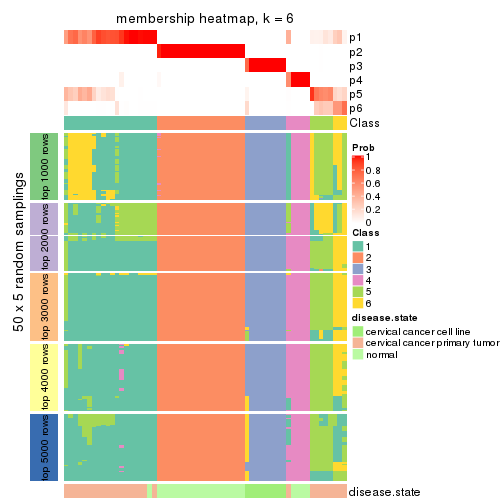 membership heatmap, k = 6
p1
p2
p3
p4
p5
p6
Class
50 x 5 random samplings
top 1000 rows
top 2000 rows
top 3000 rows
top 4000 rows
top 5000 rows
Prob
1
0.8
0.6
0.4
0.2
0
Class
1
2
3
4
5
6
disease.state
cervical cancer cell line
cervical cancer primary tumor
normal
disease.state